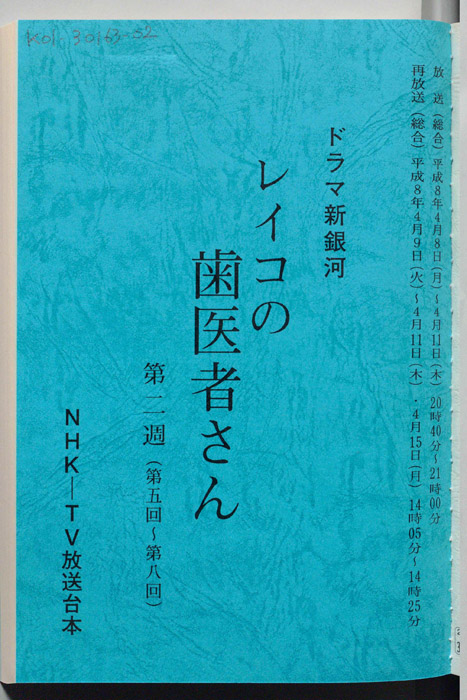 K01-30163-02
放　送（総合）平成８年４月８日（月）～４月11日（木）20時40分～21時00分
再放送（総合）平成８年４月９日（火）～４月11日（木）・４月15日（月）14時05分～14時25分
ドラマ新銀河
レイコの
歯医者さん
第二週（第五回～第八回）
NHK―TV放送台本